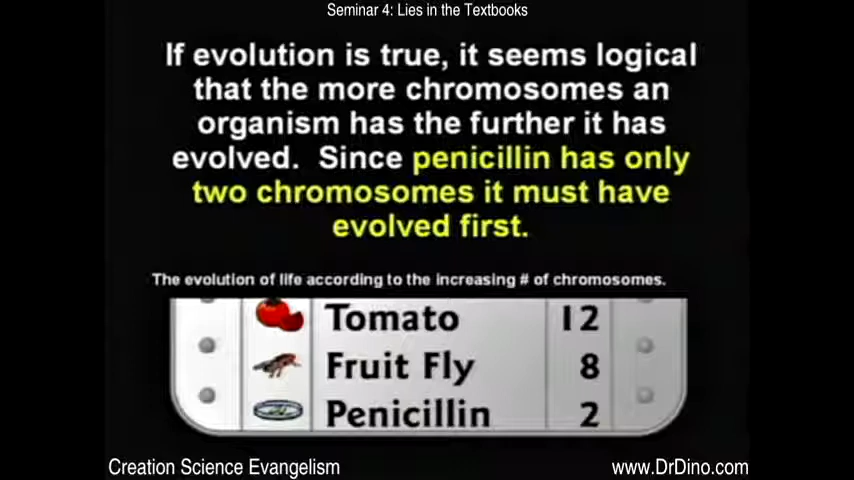 Seminar 4: Lies in the Textbooks
If evolution is true, it seems logical
that the more chromosomes an
organism has the further it has
evolved. Since penicillin has only
two chromosomes it must have
evolved first.
The evolution of life according to the increasing # of chromosomes.
Tomato 12
Fruit Fly 8
Penicillin 2
Creation Science Evangelism www.DrDino.com